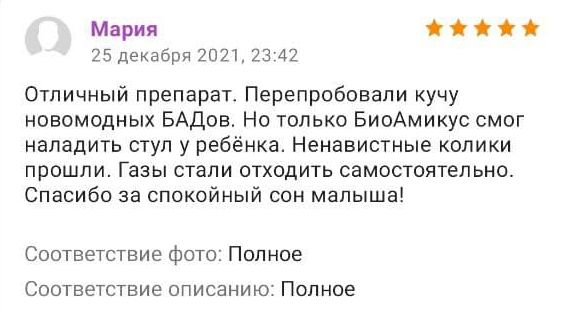 Мария
25 декабря 2021, 23:42
Отличный препарат. Перепробовали кучу
новомодных БАДов. Но только БиоАмикус смог
наладить стул у ребёнка. Ненавистные колики
прошли. Газы стали отходить самостоятельно.
Спасибо за спокойный сон малыша!
Соответствие фото: Полное
Соответствие описанию: Полное